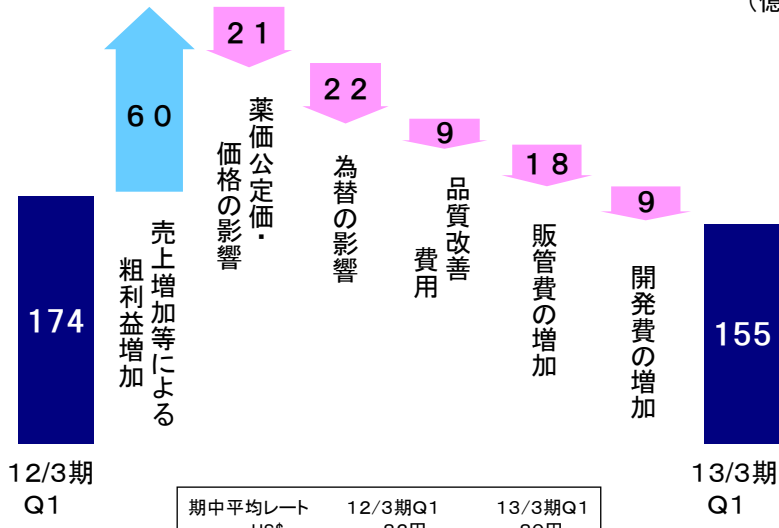 (億
60
21
22
9
18
9
174
売上増加等による
粗利益増加
薬価公定価・
価格の影響
為替の影響
品質改善
費用
販管費の増加
開発費の増加
155
12/3期
Q1
13/3期
Q1
期中平均レート 12/3期Q1 13/3期Q1